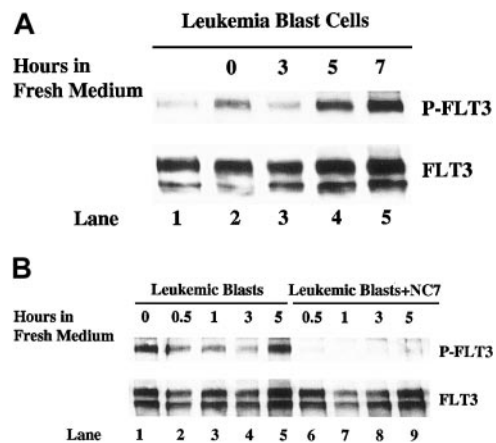 A
Leukemia Blast Cells
Hours in
Fresh Medium
0 3 5 7
P-FLT3
FLT3
Lane 1 2 3 4 5
B
Leukemic Blasts Leukemic Blasts+NC7
Hours in
Fresh Medium
0 0.5 1 3 5 0.5 1 3 5
P-FLT3
FLT3
Lane 1 2 3 4 5 6 7 8 9